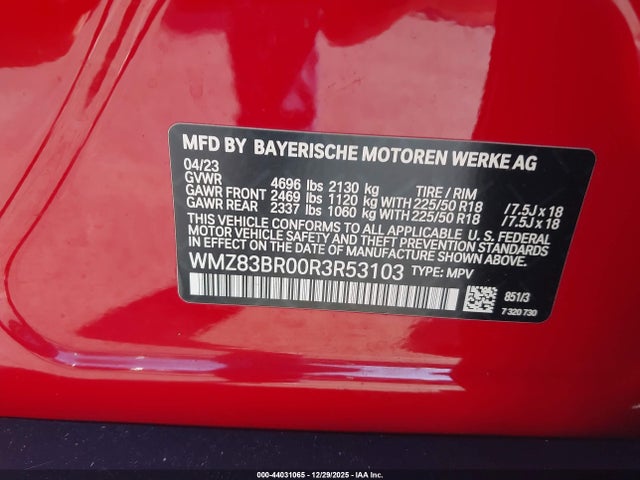 MFD BY BAYERISCHE MOTOREN WERKE AG
04/23
GVWR 4696 lbs 2130 kg TIRE / RIM
GAWR FRONT 2469 lbs 1120 kg WITH 225/50 R18 /7.5J x 18
GAWR REAR 2337 lbs 1060 kg WITH 225/50 R18 /7.5J x 18
THIS VEHICLE CONFORMS TO ALL APPLICABLE U.S. FEDERAL
MOTOR VEHICLE SAFETY, BUMPER, AND THEFT PREVENTION
STANDARDS IN EFFECT ON THE DATE OF MANUFACTURE SHOWN
ABOVE.
WMZ83BR00R3R53103 TYPE: MPV
851/3
7 320 730
000-44031065 • 12/29/2025 • IAA Inc.